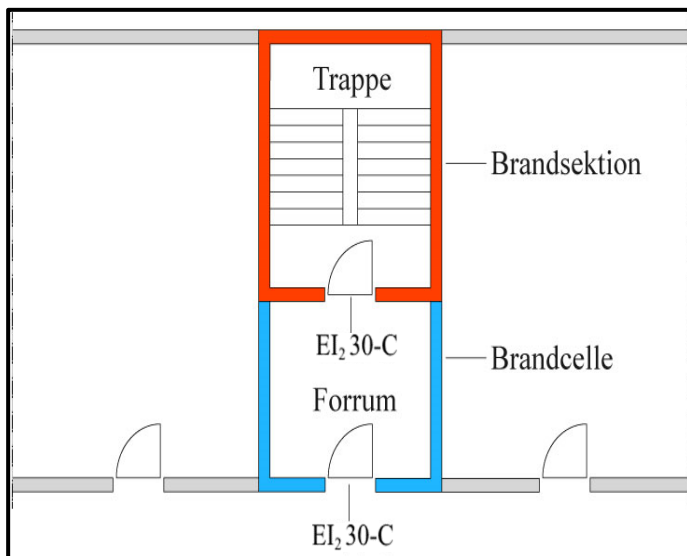 Trappe
Brandsektion
EI₂ 30-C
Brandcelle
Forrum
EI₂ 30-C